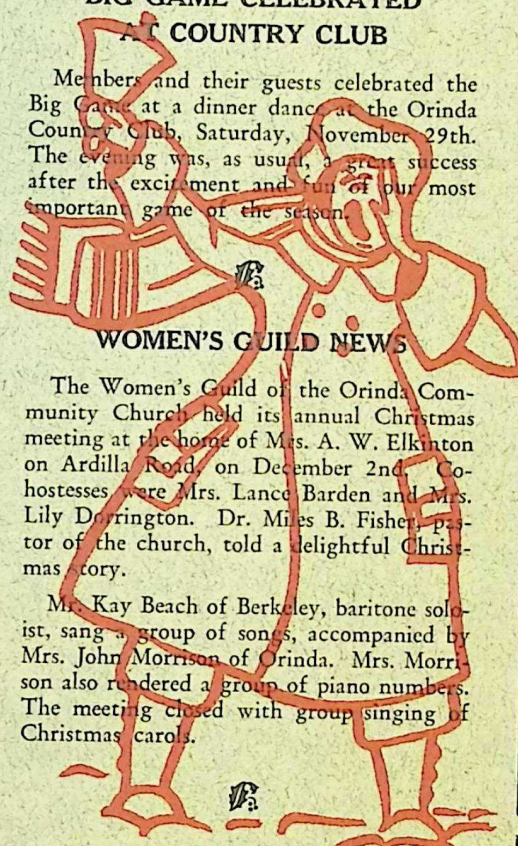 BIG GAME CELEBRATED
AT COUNTRY CLUB
Members and their guests celebrated the
Big Game at a dinner dance at the Orinda
Country Club, Saturday, November 29th.
The evening was, as usual, a great success
after the excitement and fun of our most
important game of the season.
WOMEN'S GUILD NEWS
The Women's Guild of the Orinda Com-
munity Church held its annual Christmas
meeting at the home of Mrs. A. W. Elkinton
on Ardilla Road, on December 2nd. Co-
hostesses were Mrs. Lance Barden and Mrs.
Lily Dorrington. Dr. Miles B. Fisher, pas-
tor of the church, told a delightful Christ-
mas story.
Mr. Kay Beach of Berkeley, baritone solo-
ist, sang a group of songs, accompanied by
Mrs. John Morrison of Orinda. Mrs. Morri-
son also rendered a group of piano numbers.
The meeting closed with group singing of
Christmas carols.